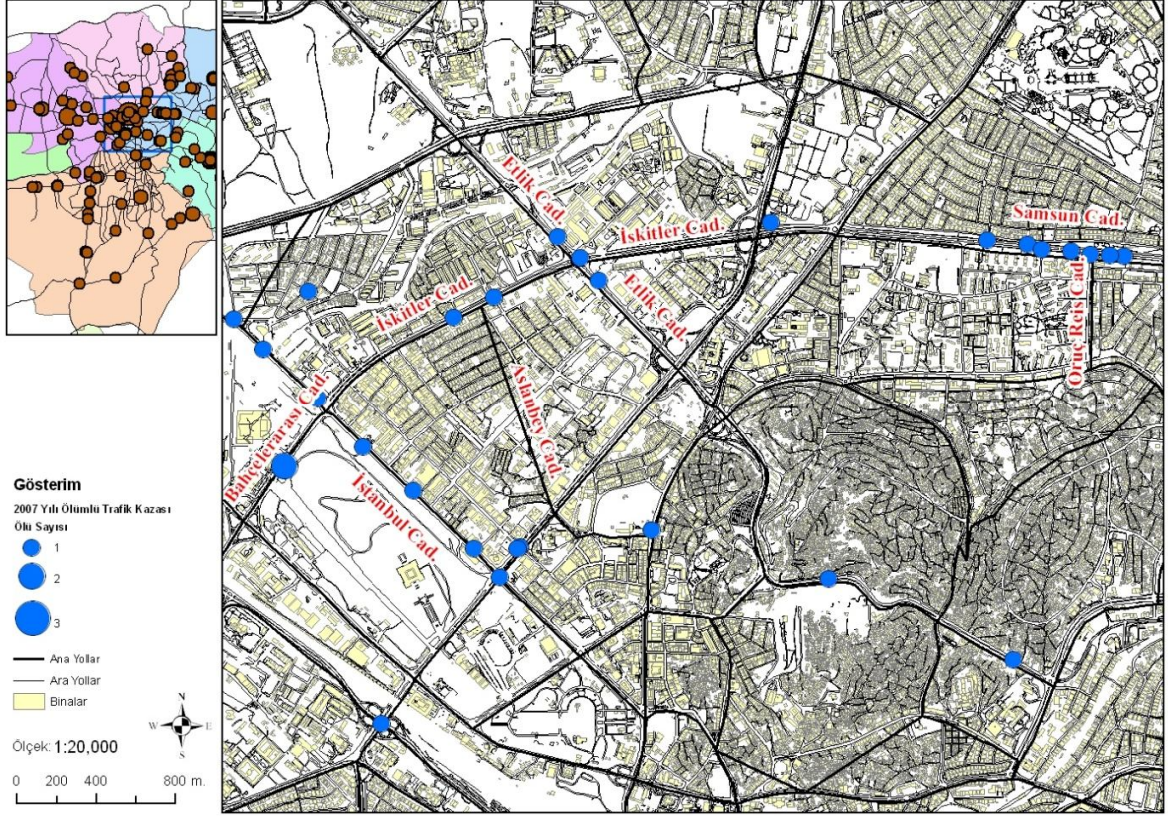 Etlik Cad.
İskitler Cad.
Samsun Cad.
İskitler Cad.
Etlik Cad.
Oruç Reis Cad.
Aslanbey Cad.
Bahçelerarası Cad.
İstanbul Cad.
Gösterim
2007 Yılı Ölümlü Trafik Kazası
Ölü Sayısı
1
2
3
Ana Yollar
Ara Yollar
Binalar
N
W E
S
Ölçek: 1:20,000
0 200 400 800 m.